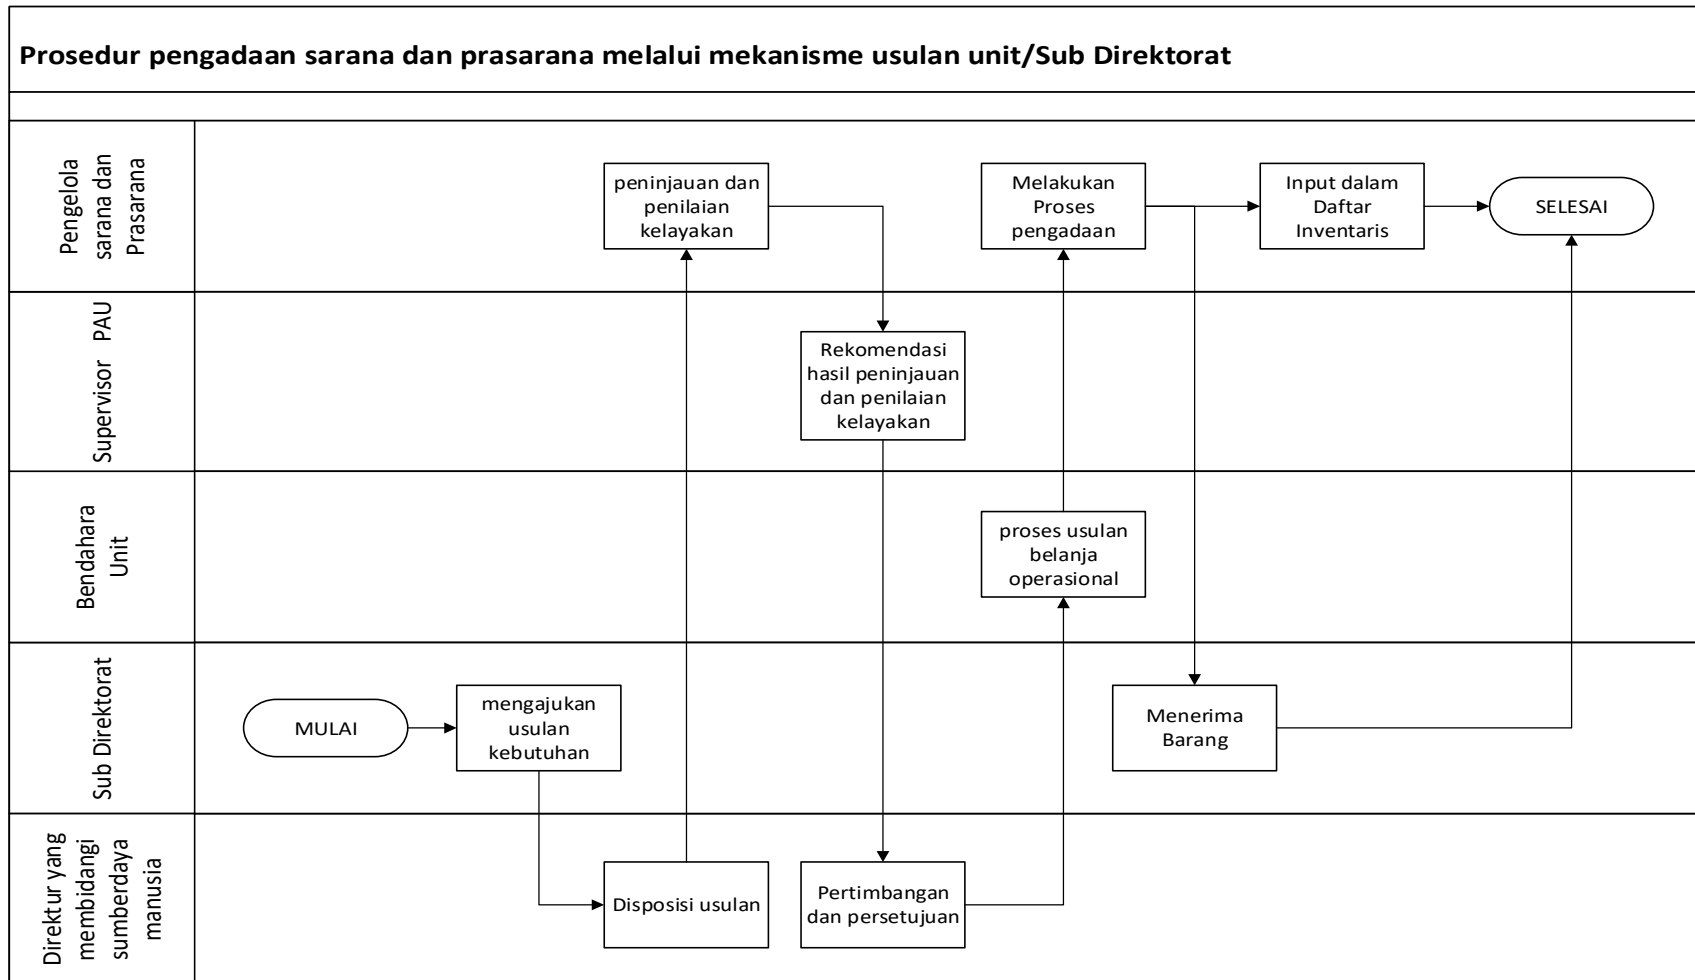 Prosedur pengadaan sarana dan prasarana melalui mekanisme usulan unit/Sub Direktorat
Pengelola
sarana dan
Prasarana
peninjauan dan
penilaian
kelayakan
Melakukan
Proses
pengadaan
Input dalam
Daftar
Inventaris
SELESAI
Supervisor PAU
Rekomendasi
hasil peninjauan
dan penilaian
kelayakan
Bendahara
Unit
proses usulan
belanja
operasional
Sub Direktorat
MULAI
mengajukan
usulan
kebutuhan
Menerima
Barang
Direktur yang
membidangi
sumberdaya
manusia
Disposisi usulan
Pertimbangan
dan persetujuan